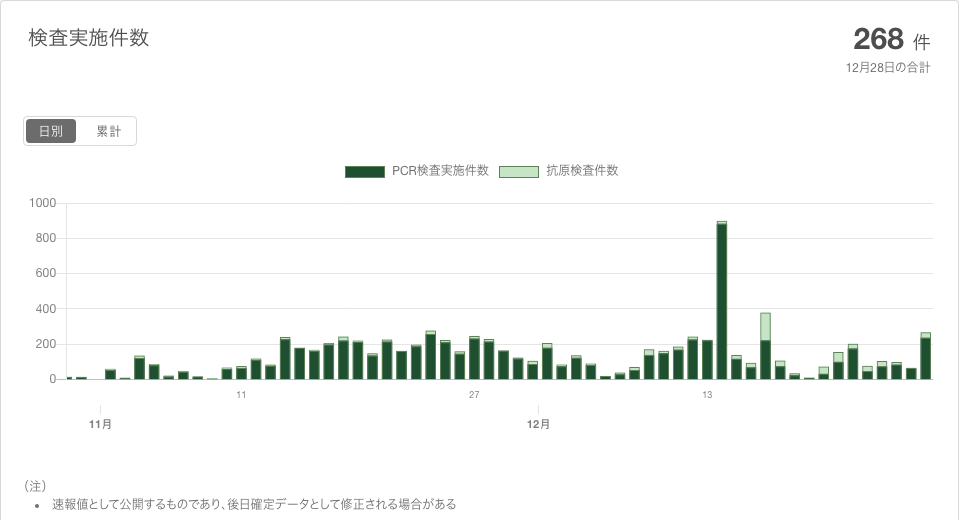 検査実施件数
268 件
12月28日の合計
日別 累計
PCR検査実施件数 抗原検査件数
1000
800
600
400
200
0
11 27 13
11月 12月
（注）
• 速報値として公開するものであり、後日確定データとして修正される場合がある